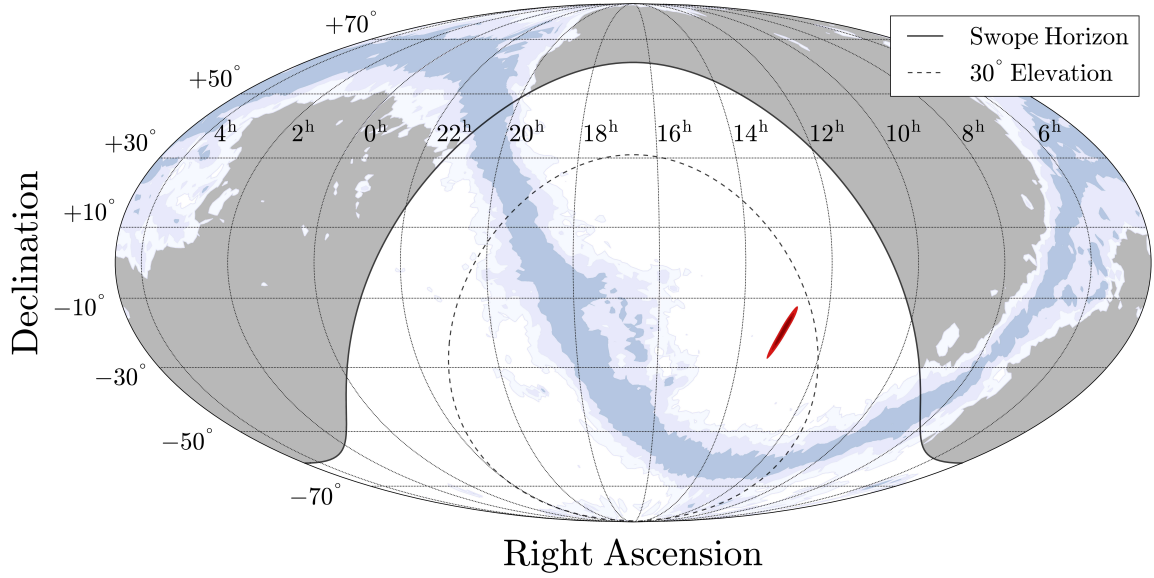 +70°
Swope Horizon
30° Elevation
+50°
4h 2h 0h 22h 20h 18h 16h 14h 12h 10h 8h 6h
+30°
+10°
−10°
−30°
−50°
−70°
Declination
Right Ascension